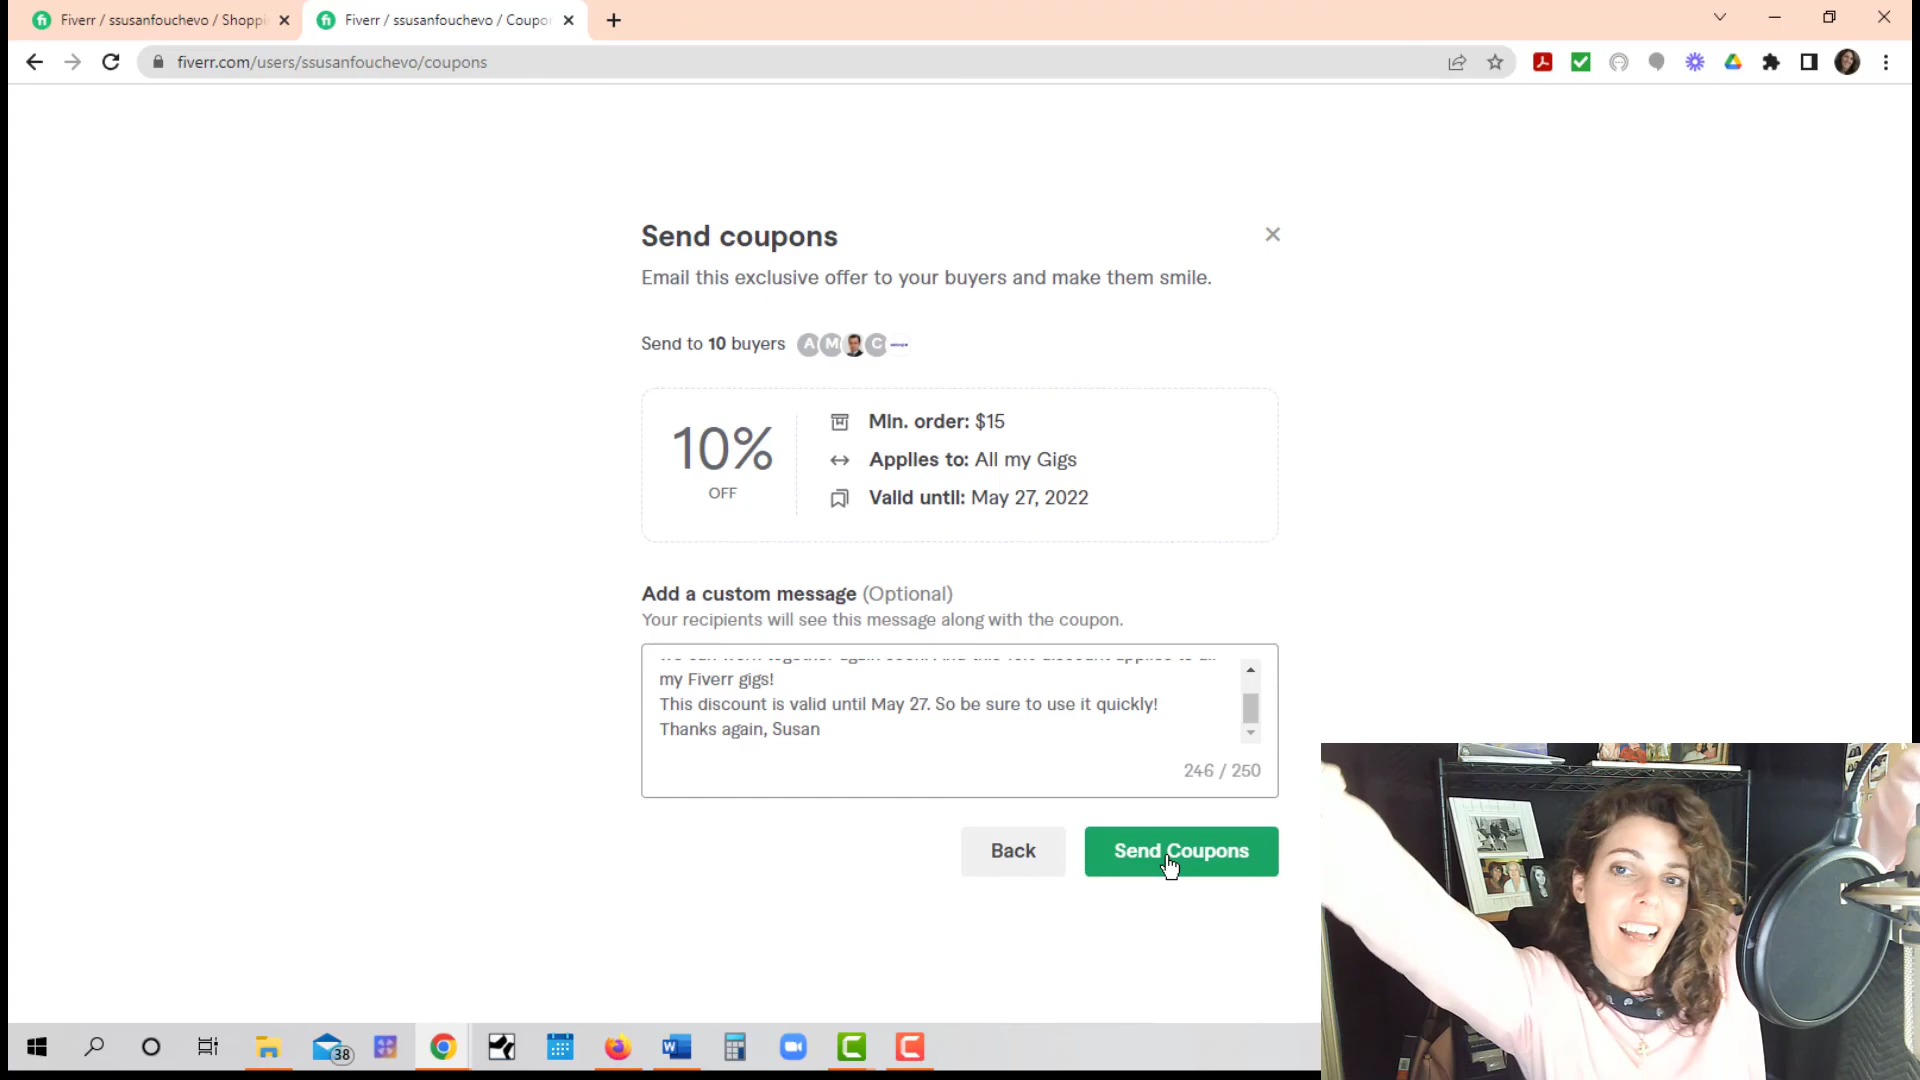 Fiverr / ssusanfouchevo / Shoppi
Fiverr / ssusanfouchevo / Coupo
fiverr.com/users/ssusanfouchevo/coupons
Send coupons
Email this exclusive offer to your buyers and make them smile.
Send to 10 buyers
A M C
10%
OFF
Min. order: $15
Applies to: All my Gigs
Valid until: May 27, 2022
Add a custom message (Optional)
Your recipients will see this message along with the coupon.
my Fiverr gigs!
This discount is valid until May 27. So be sure to use it quickly!
Thanks again, Susan
246 / 250
Back
Send Coupons
38